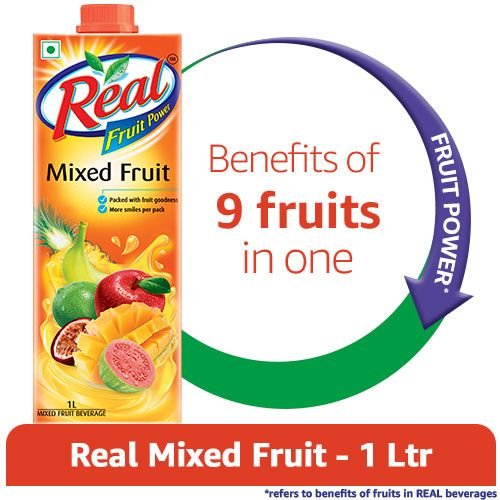 Real
TM
Fruit Power
Mixed Fruit
Packed with fruit goodness
More smiles per pack
1L
MIXED FRUIT BEVERAGE
Benefits of
9 fruits
in one
FRUIT POWER*
Real Mixed Fruit - 1 Ltr
*refers to benefits of fruits in REAL beverages